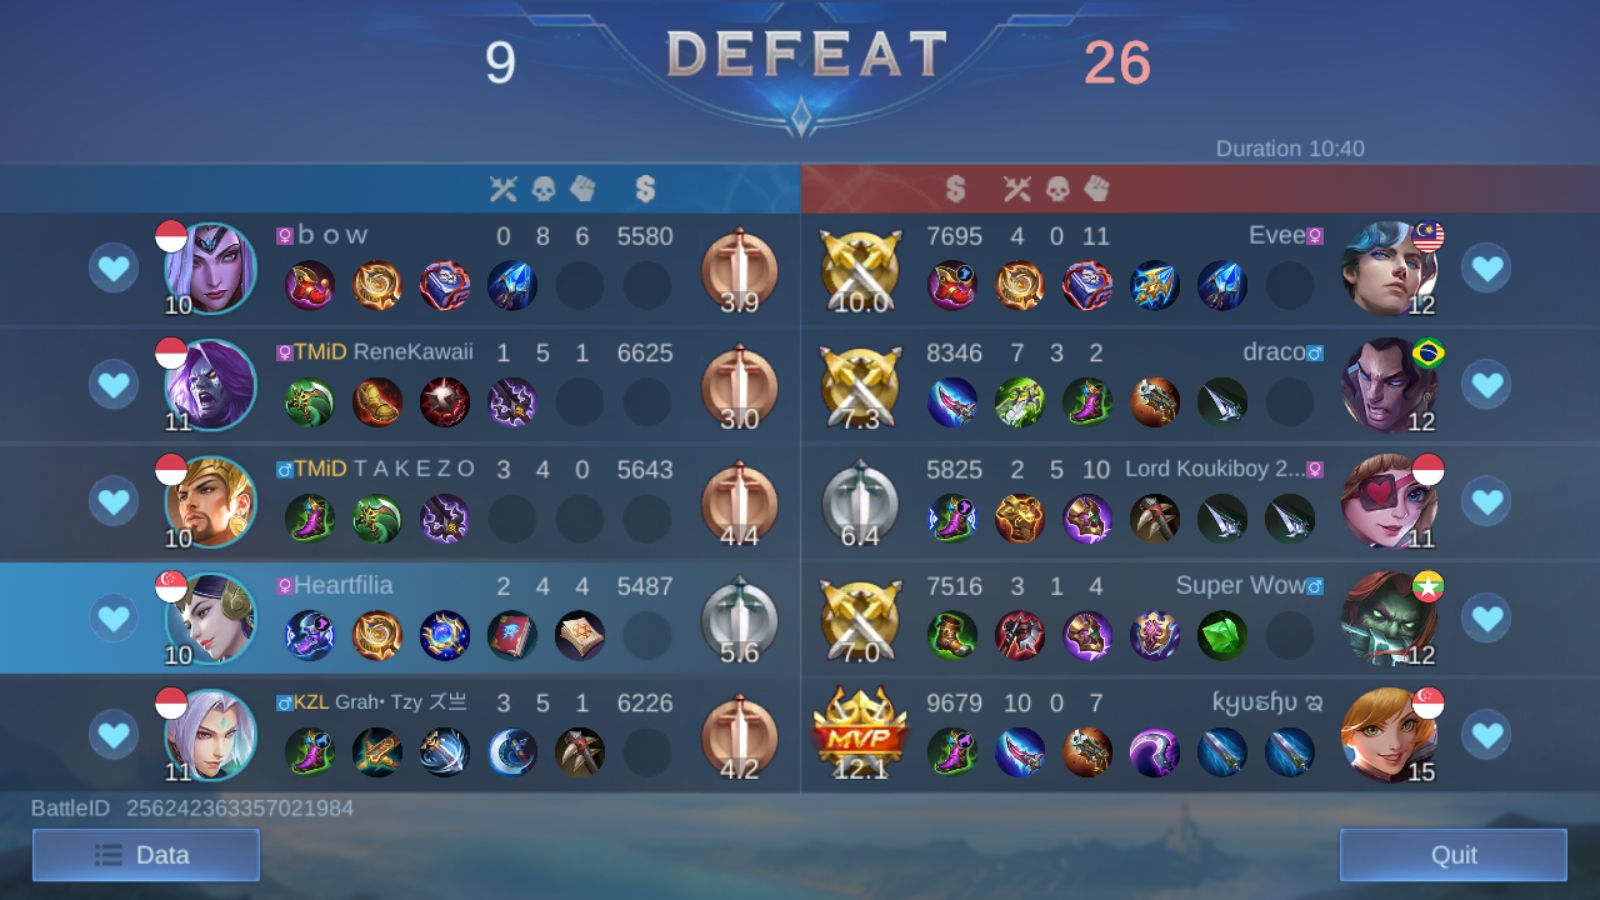 9 DEFEAT 26
Duration 10:40
b o w 0 8 6 5580
10 3.9
TMiD ReneKawaii 1 5 1 6625
11 3.0
TMiD T A K E Z O 3 4 0 5643
10 4.4
Heartfilia 2 4 4 5487
10 5.6
KZL Grah• Tzy ズ亗 3 5 1 6226
11 4.2
7695 4 0 11 Evee
10.0 12
8346 7 3 2 draco
7.3 12
5825 2 5 10 Lord Koukiboy 2...
6.4 11
7516 3 1 4 Super Wow
7.0 12
9679 10 0 7
MVP
12.1 15
BattleID 256242363357021984
Data Quit